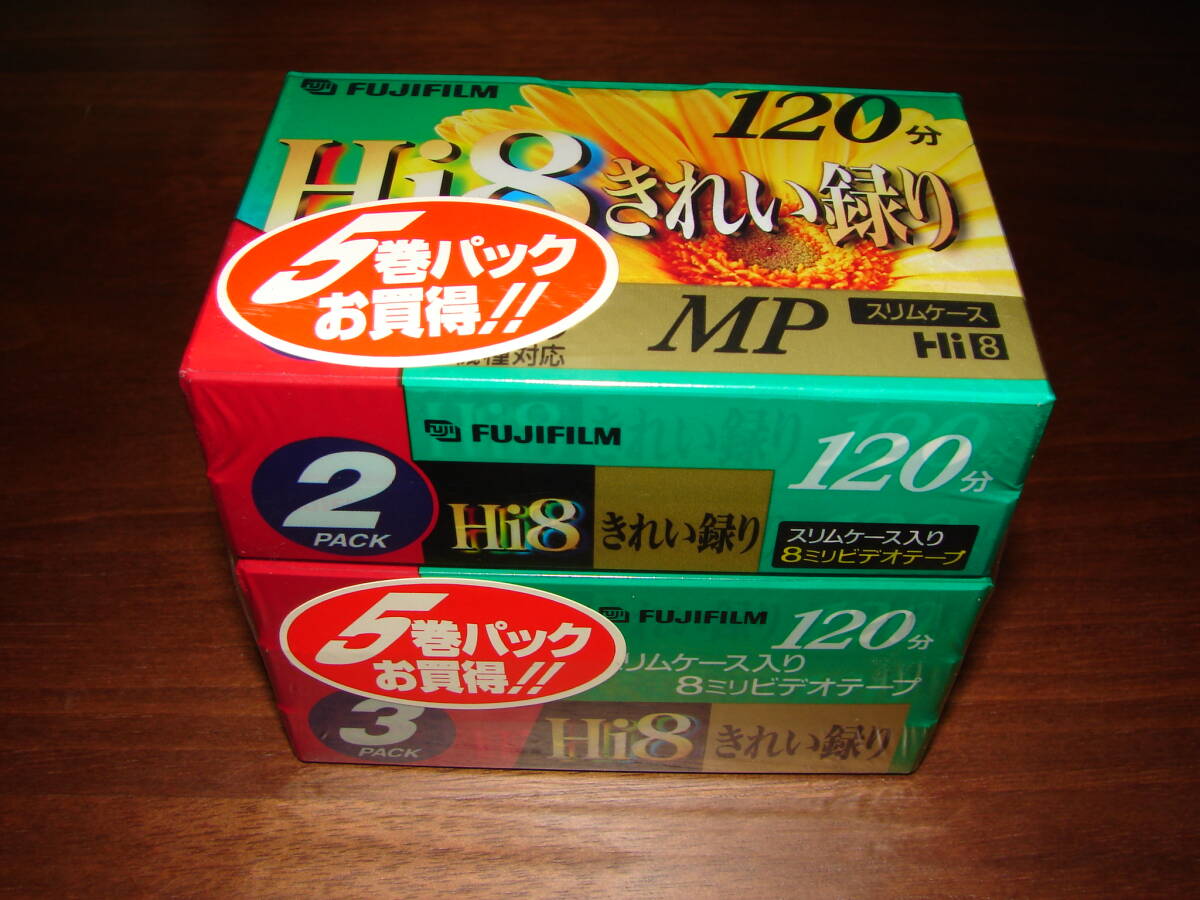 FUJIFILM
120分
Hi8 きれい録り
5巻パック
お買得!!
MP
スリムケース
Hi8
機種対応
FUJIFILM
120分
2
PACK
Hi8 きれい録り
スリムケース入り
8ミリビデオテープ
5巻パック
お買得!!
FUJIFILM
120分
スリムケース入り
8ミリビデオテープ
3
PACK
Hi8 きれい録り